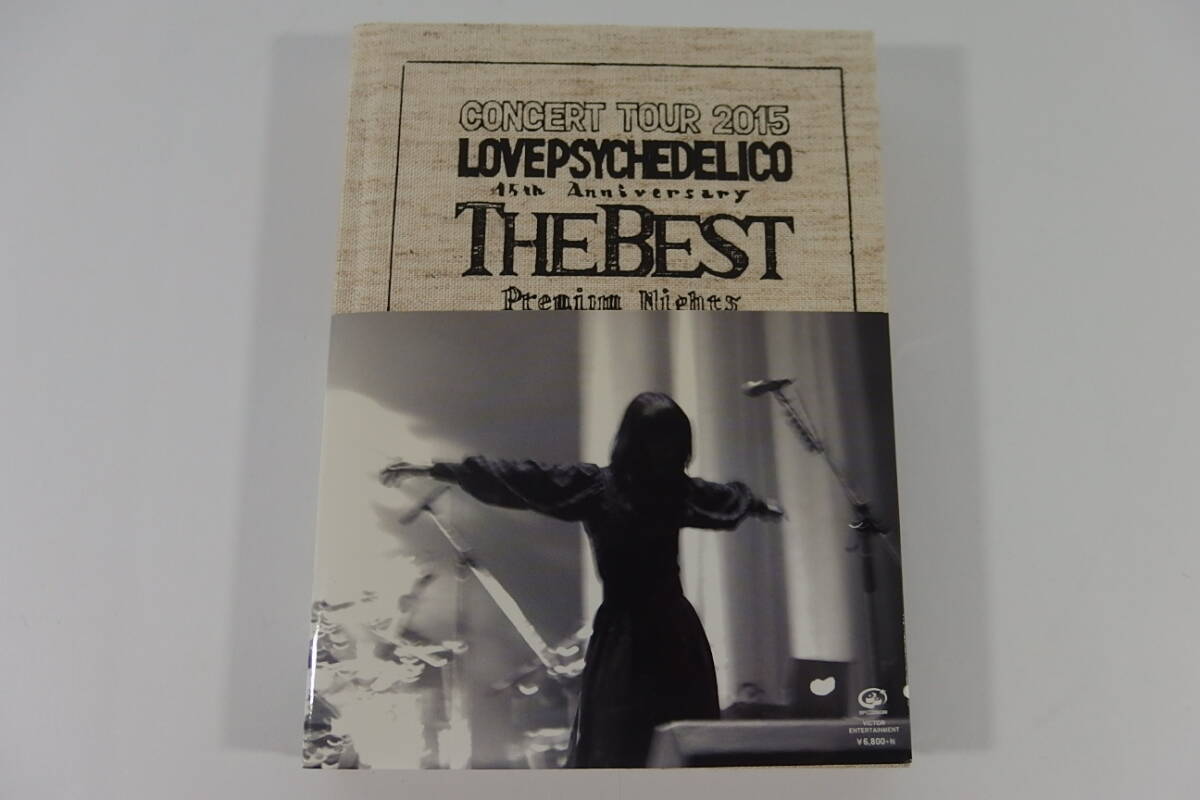 CONCERT TOUR 2015
LOVEPSYCHEDELICO
15th Anniversary
THE BEST
Premium Nights
VICTOR
ENTERTAINMENT
¥6,800+税